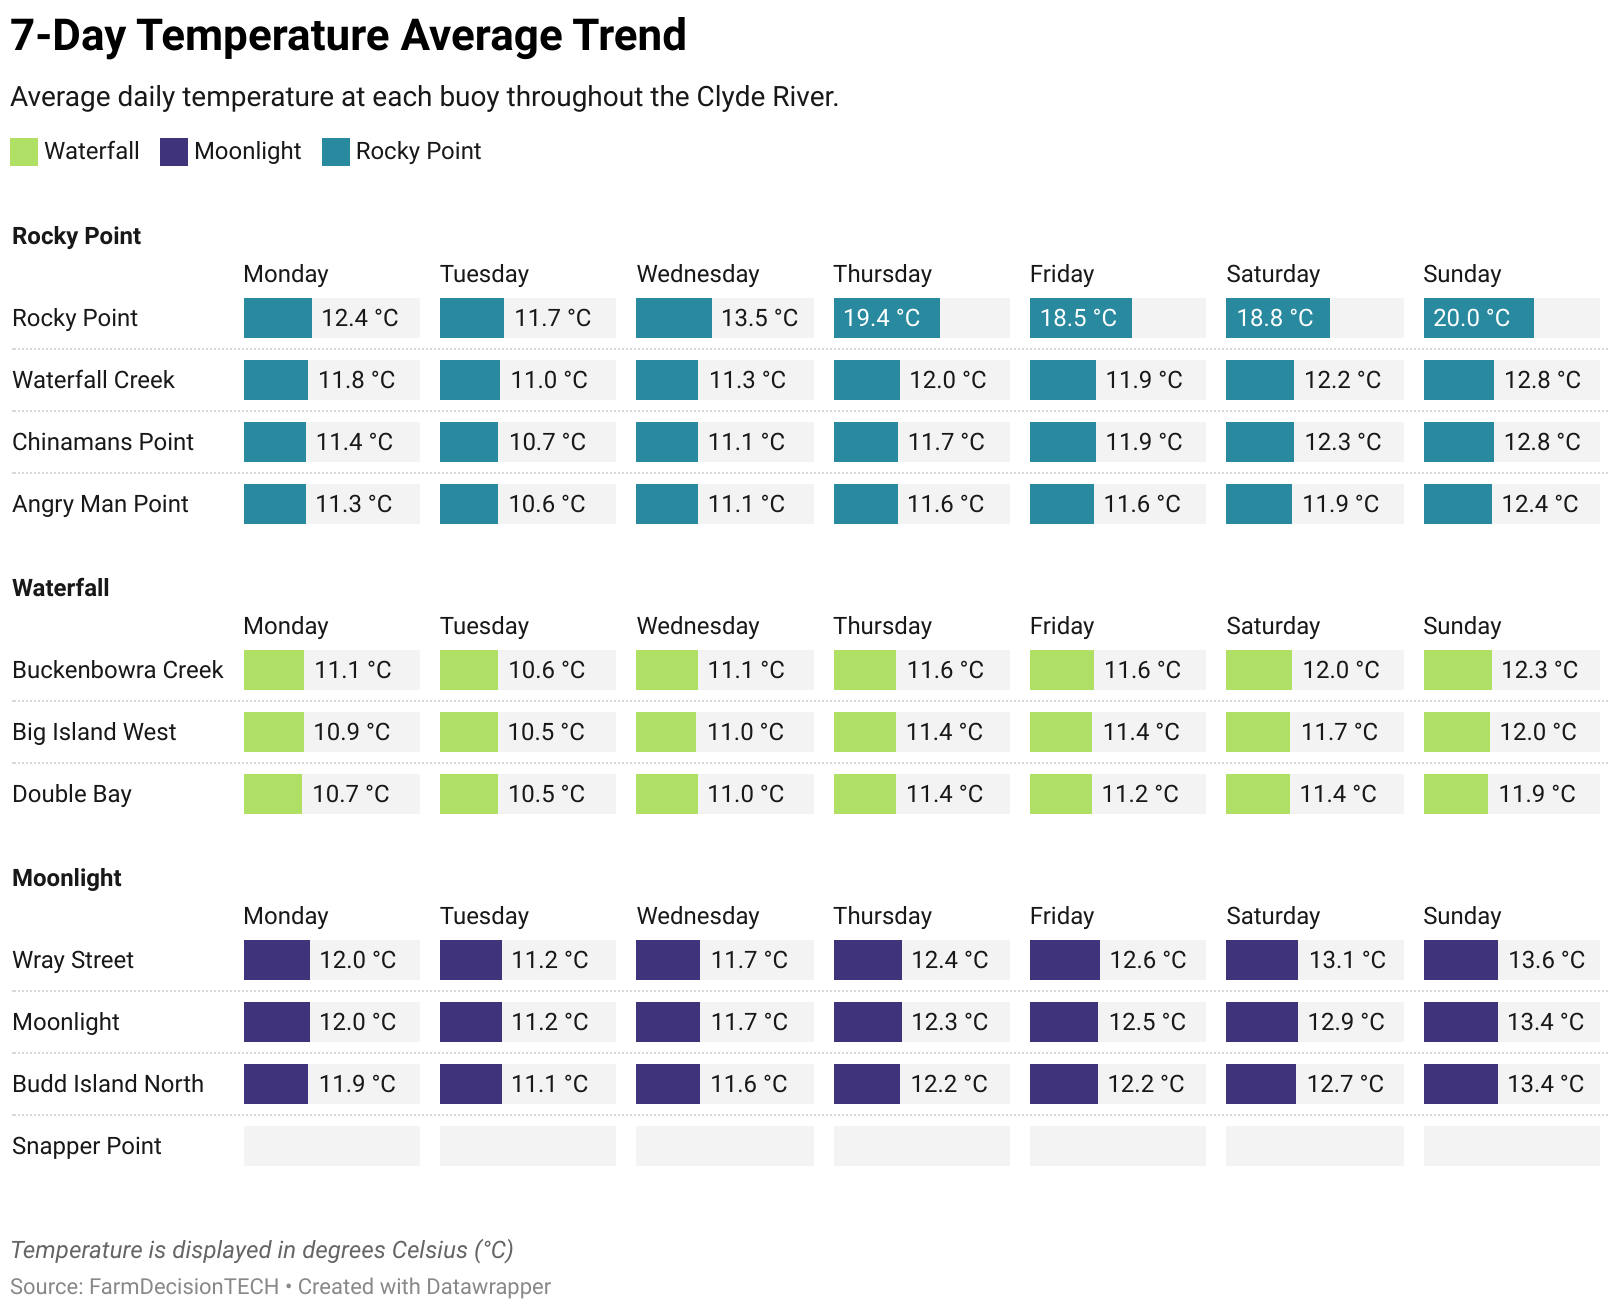 7-Day Temperature Average Trend
Average daily temperature at each buoy throughout the Clyde River.
Waterfall Moonlight Rocky Point
Rocky Point
Monday Tuesday Wednesday Thursday Friday Saturday Sunday
Rocky Point 12.4 °C 11.7 °C 13.5 °C 19.4 °C 18.5 °C 18.8 °C 20.0 °C
Waterfall Creek 11.8 °C 11.0 °C 11.3 °C 12.0 °C 11.9 °C 12.2 °C 12.8 °C
Chinamans Point 11.4 °C 10.7 °C 11.1 °C 11.7 °C 11.9 °C 12.3 °C 12.8 °C
Angry Man Point 11.3 °C 10.6 °C 11.1 °C 11.6 °C 11.6 °C 11.9 °C 12.4 °C
Waterfall
Monday Tuesday Wednesday Thursday Friday Saturday Sunday
Buckenbowra Creek 11.1 °C 10.6 °C 11.1 °C 11.6 °C 11.6 °C 12.0 °C 12.3 °C
Big Island West 10.9 °C 10.5 °C 11.0 °C 11.4 °C 11.4 °C 11.7 °C 12.0 °C
Double Bay 10.7 °C 10.5 °C 11.0 °C 11.4 °C 11.2 °C 11.4 °C 11.9 °C
Moonlight
Monday Tuesday Wednesday Thursday Friday Saturday Sunday
Wray Street 12.0 °C 11.2 °C 11.7 °C 12.4 °C 12.6 °C 13.1 °C 13.6 °C
Moonlight 12.0 °C 11.2 °C 11.7 °C 12.3 °C 12.5 °C 12.9 °C 13.4 °C
Budd Island North 11.9 °C 11.1 °C 11.6 °C 12.2 °C 12.2 °C 12.7 °C 13.4 °C
Snapper Point
Temperature is displayed in degrees Celsius (°C)
Source: FarmDecisionTECH • Created with Datawrapper